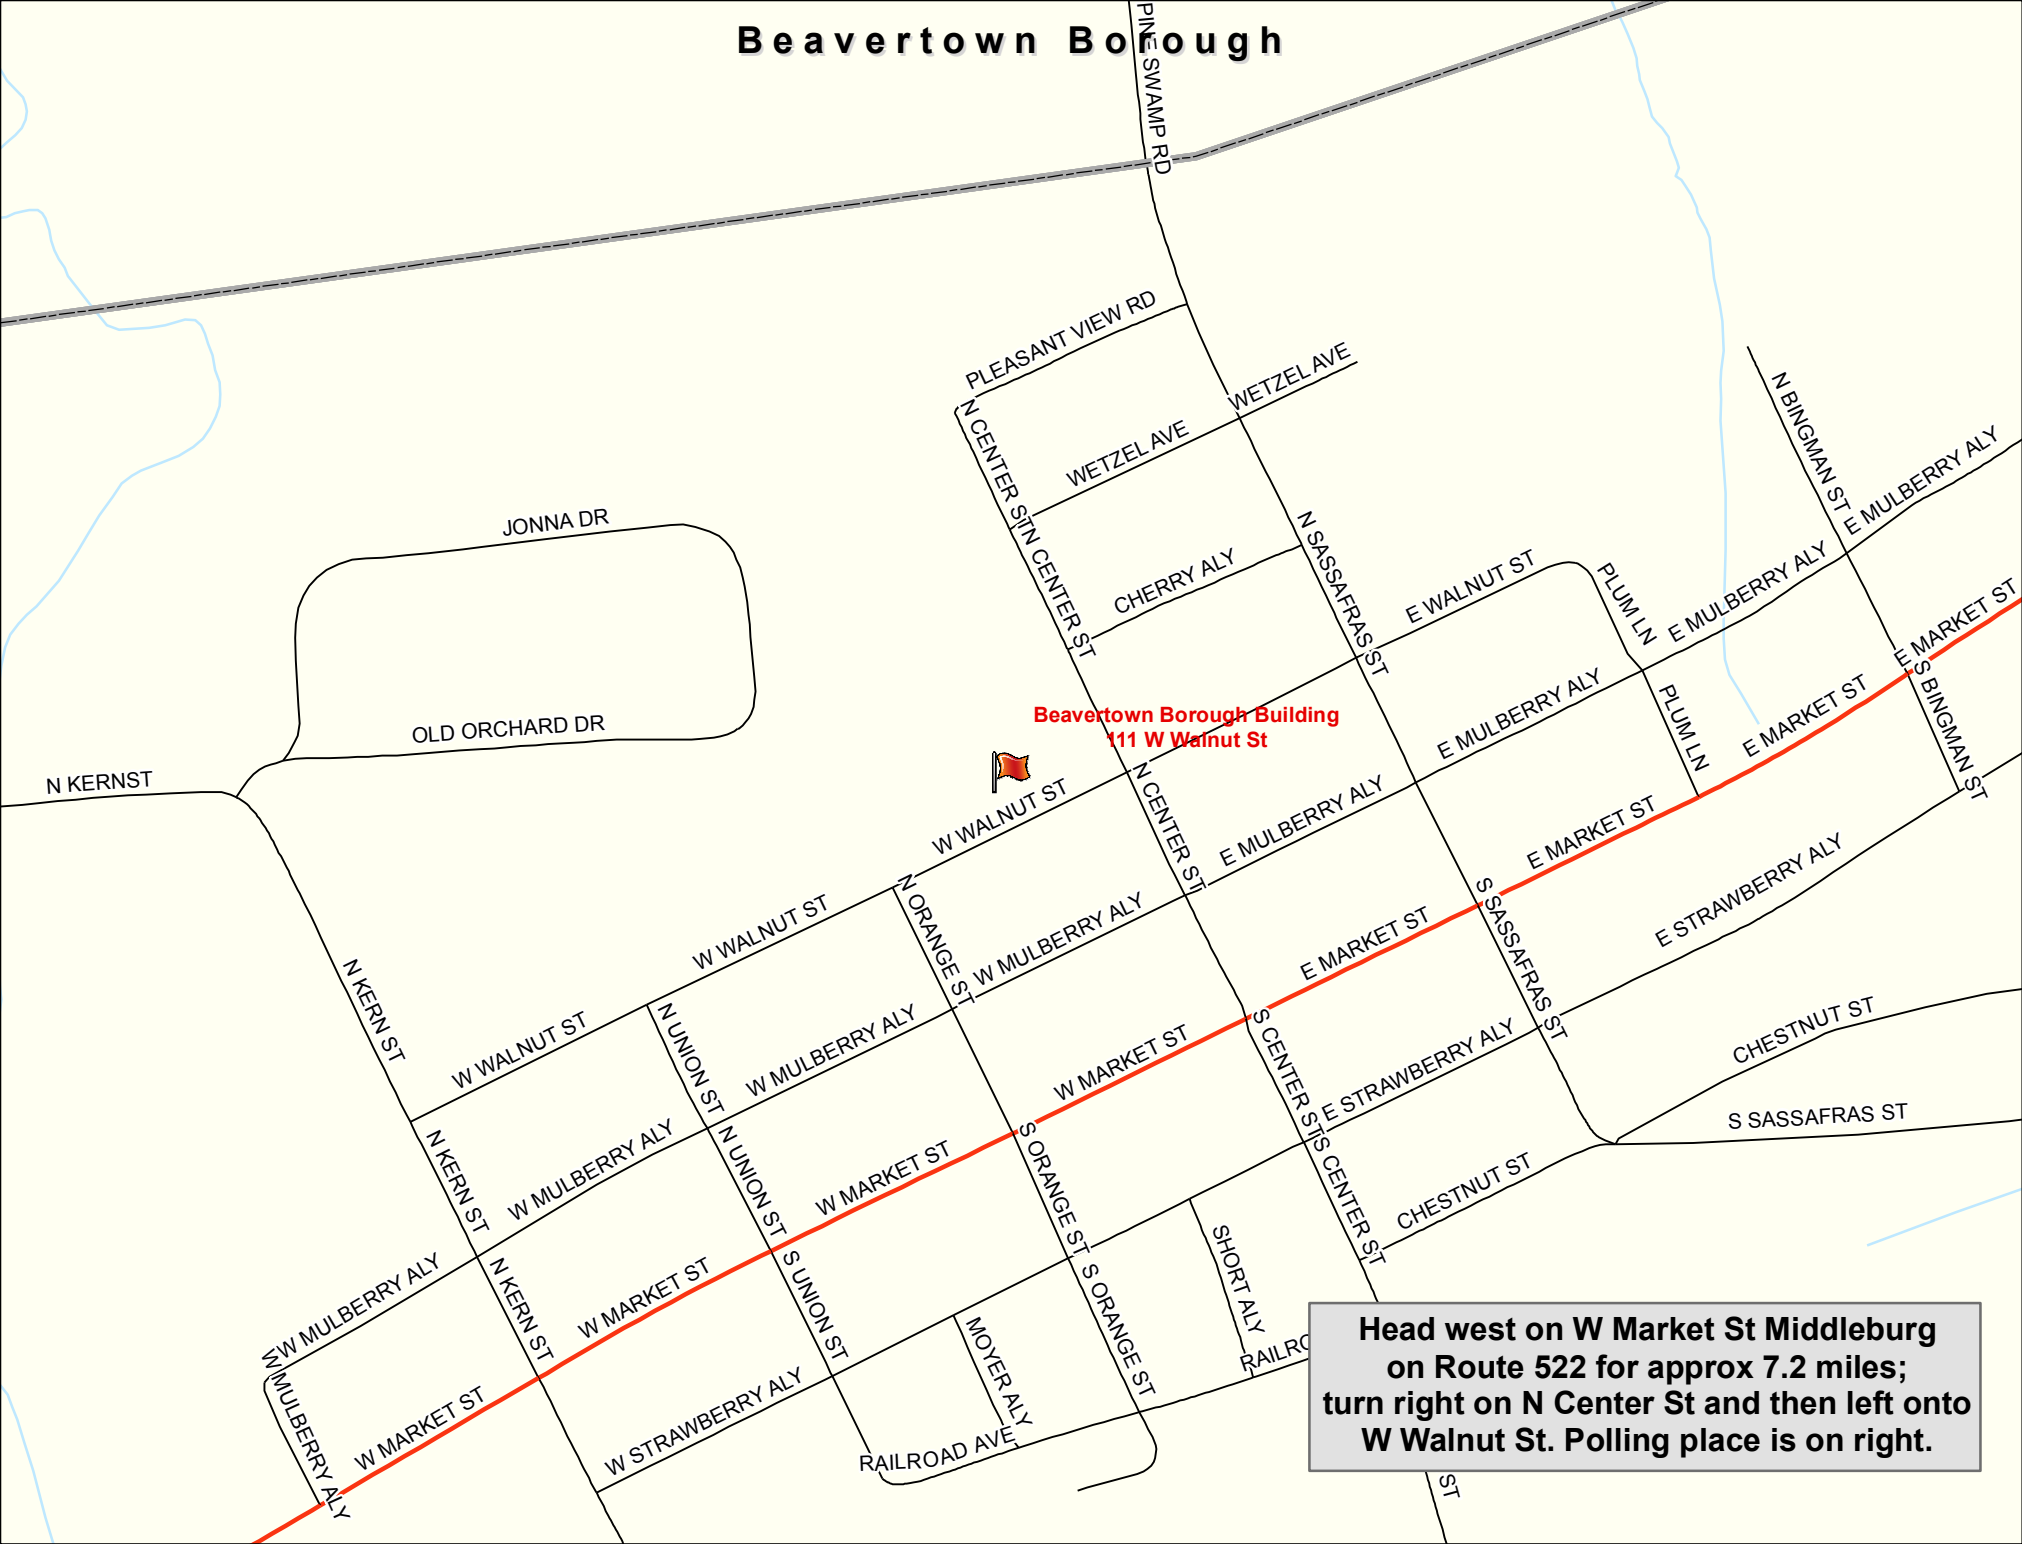 Beavertown Borough
PINE SWAMP RD
PLEASANT VIEW RD
WETZEL AVE
WETZEL AVE
N CENTER ST
N BINGMAN ST
E MULBERRY ALY
JONNA DR
N CENTER ST
CHERRY ALY
N SASSAFRAS ST
E WALNUT ST
PLUM LN
E MULBERRY ALY
E MARKET ST
S BINGMAN ST
Beavertown Borough Building
111 W Walnut St
OLD ORCHARD DR
N KERNST
E MULBERRY ALY
PLUM LN
E MARKET ST
W WALNUT ST
N CENTER ST
E MULBERRY ALY
E MARKET ST
E STRAWBERRY ALY
W WALNUT ST
N ORANGE ST
W MULBERRY ALY
E MARKET ST
S SASSAFRAS ST
N KERN ST
W WALNUT ST
N UNION ST
W MULBERRY ALY
W MARKET ST
S CENTER ST
E STRAWBERRY ALY
CHESTNUT ST
S SASSAFRAS ST
N KERN ST
W MULBERRY ALY
N UNION ST
W MARKET ST
S ORANGE ST
S CENTER ST
CHESTNUT ST
W MULBERRY ALY
N KERN ST
W MARKET ST
S UNION ST
S ORANGE ST
SHORT ALY
W MULBERRY ALY
W MARKET ST
W STRAWBERRY ALY
MOYER ALY
RAILROAD AVE
RAILRO
ST
Head west on W Market St Middleburg
on Route 522 for approx 7.2 miles;
turn right on N Center St and then left onto
W Walnut St. Polling place is on right.